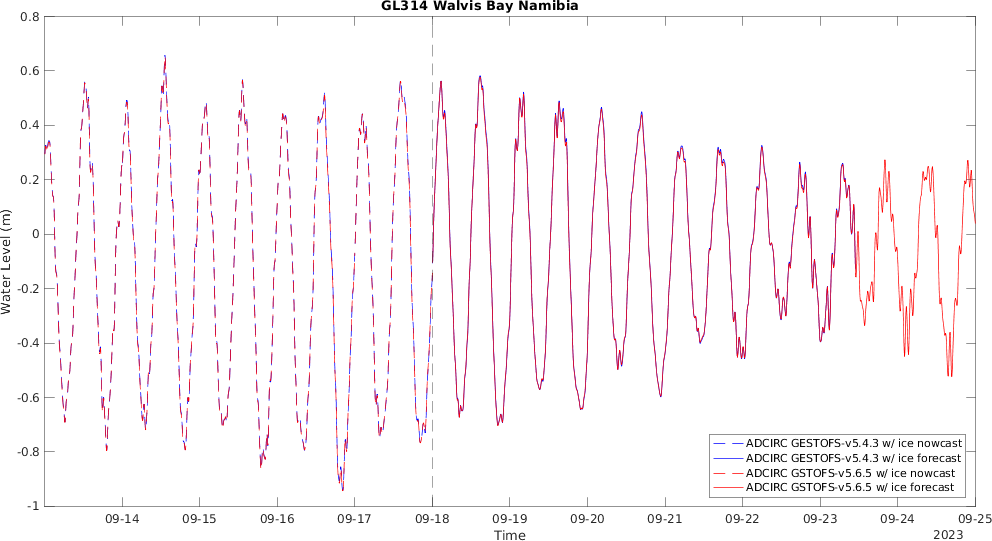 GL314 Walvis Bay Namibia
0.8
0.6
0.4
0.2
0
-0.2
-0.4
-0.6
-0.8
-1
Water Level (m)
ADCIRC GESTOFS-v5.4.3 w/ ice nowcast
ADCIRC GESTOFS-v5.4.3 w/ ice forecast
ADCIRC GSTOFS-v5.6.5 w/ ice nowcast
ADCIRC GSTOFS-v5.6.5 w/ ice forecast
09-14 09-15 09-16 09-17 09-18 09-19 09-20 09-21 09-22 09-23 09-24 09-25
Time
2023